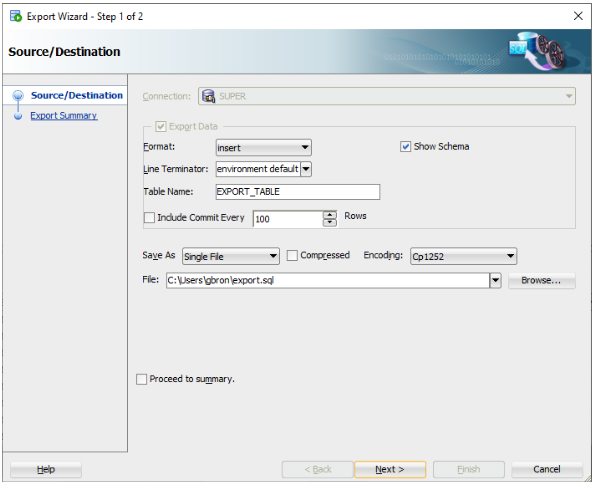 Export Wizard - Step 1 of 2
Source/Destination
SQL
Source/Destination
Export Summary
Connection: SUPER
Export Data
Format: insert
Show Schema
Line Terminator: environment default
Table Name: EXPORT_TABLE
Include Commit Every 100 Rows
Save As Single File Compressed Encoding: Cp1252
File: C:\Users\gbron\export.sql Browse...
Proceed to summary.
Help < Back Next > Finish Cancel